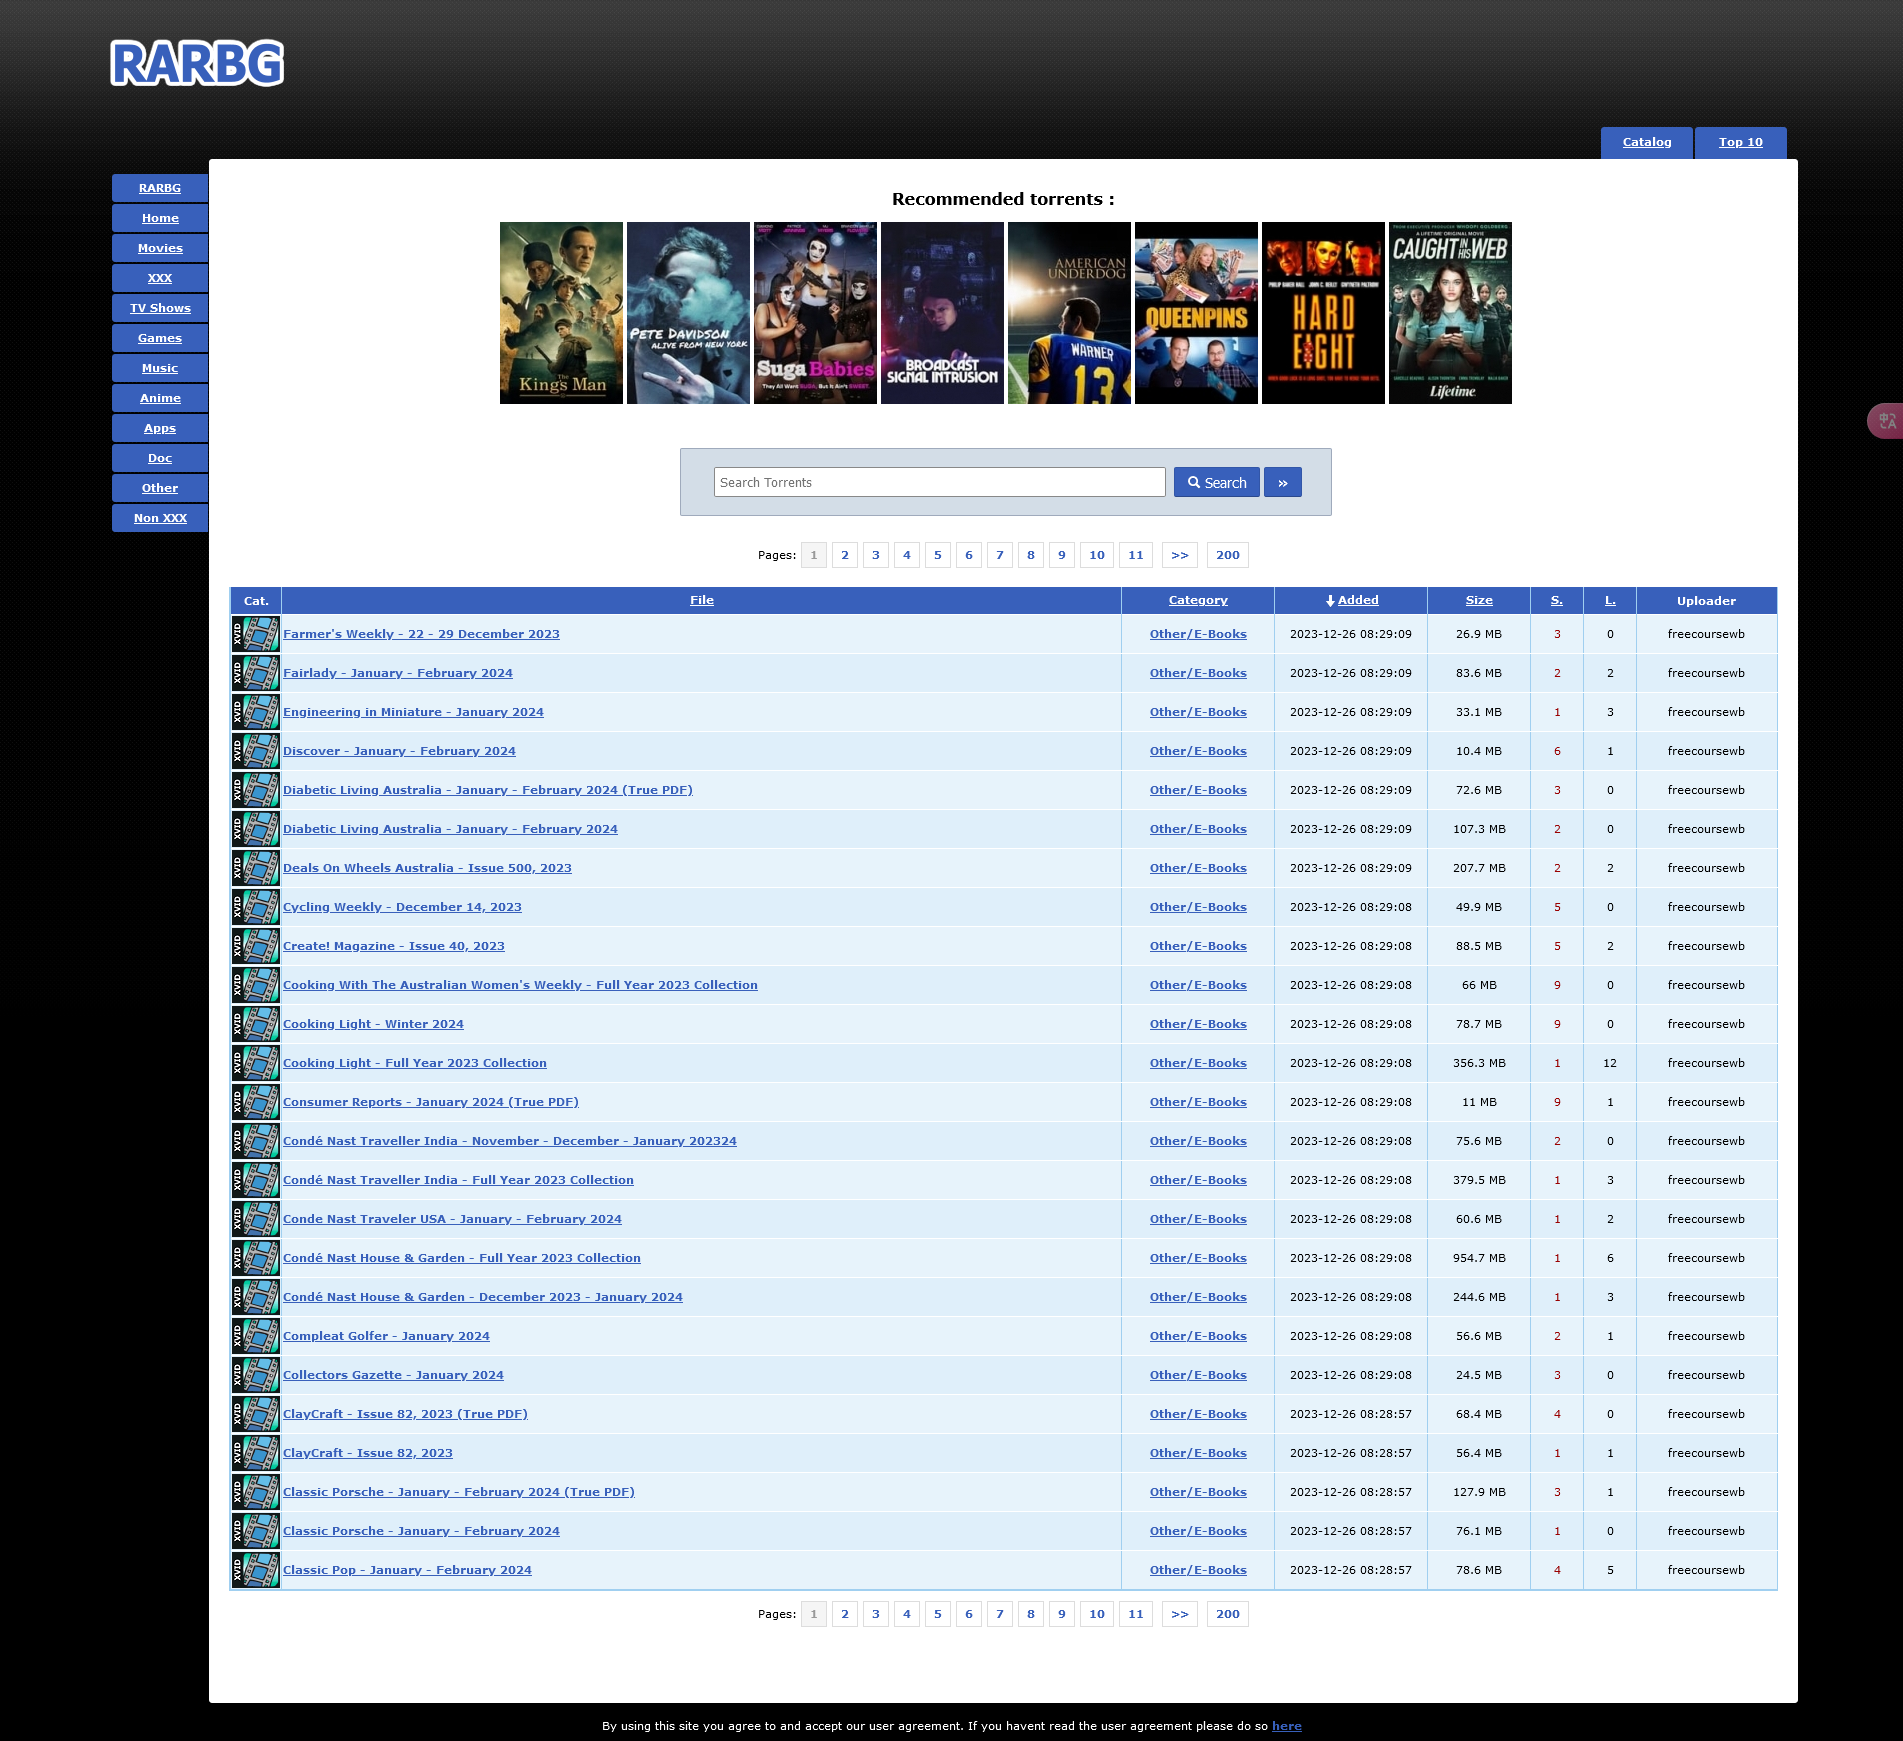 RARBG
Catalog Top 10
RARBG
Home
Movies
XXX
TV Shows
Games
Music
Anime
Apps
Doc
Other
Non XXX
Recommended torrents :
The King's Man
PETE DAVIDSON
ALIVE FROM NEW YORK
Suga Babies
They All Want SUGA, But It Ain's SWEET.
BROADCAST
SIGNAL INTRUSION
AMERICAN
UNDERDOG
WARNER
13
QUEENPINS
PHILIP BAKER HALL JOHN C. REILLY GWYNETH PALTROW
HARD
EIGHT
A LIFETIME ORIGINAL MOVIE
CAUGHT IN HIS WEB
Lifetime
Search Torrents Search »
Pages: 1 2 3 4 5 6 7 8 9 10 11 >> 200
Cat. File Category Added Size S. L. Uploader
XVID Farmer's Weekly - 22 - 29 December 2023 Other/E-Books 2023-12-26 08:29:09 26.9 MB 3 0 freecoursewb
XVID Fairlady - January - February 2024 Other/E-Books 2023-12-26 08:29:09 83.6 MB 2 2 freecoursewb
XVID Engineering in Miniature - January 2024 Other/E-Books 2023-12-26 08:29:09 33.1 MB 1 3 freecoursewb
XVID Discover - January - February 2024 Other/E-Books 2023-12-26 08:29:09 10.4 MB 6 1 freecoursewb
XVID Diabetic Living Australia - January - February 2024 (True PDF) Other/E-Books 2023-12-26 08:29:09 72.6 MB 3 0 freecoursewb
XVID Diabetic Living Australia - January - February 2024 Other/E-Books 2023-12-26 08:29:09 107.3 MB 2 0 freecoursewb
XVID Deals On Wheels Australia - Issue 500, 2023 Other/E-Books 2023-12-26 08:29:09 207.7 MB 2 2 freecoursewb
XVID Cycling Weekly - December 14, 2023 Other/E-Books 2023-12-26 08:29:08 49.9 MB 5 0 freecoursewb
XVID Create! Magazine - Issue 40, 2023 Other/E-Books 2023-12-26 08:29:08 88.5 MB 5 2 freecoursewb
XVID Cooking With The Australian Women's Weekly - Full Year 2023 Collection Other/E-Books 2023-12-26 08:29:08 66 MB 9 0 freecoursewb
XVID Cooking Light - Winter 2024 Other/E-Books 2023-12-26 08:29:08 78.7 MB 9 0 freecoursewb
XVID Cooking Light - Full Year 2023 Collection Other/E-Books 2023-12-26 08:29:08 356.3 MB 1 12 freecoursewb
XVID Consumer Reports - January 2024 (True PDF) Other/E-Books 2023-12-26 08:29:08 11 MB 9 1 freecoursewb
XVID Condé Nast Traveller India - November - December - January 202324 Other/E-Books 2023-12-26 08:29:08 75.6 MB 2 0 freecoursewb
XVID Condé Nast Traveller India - Full Year 2023 Collection Other/E-Books 2023-12-26 08:29:08 379.5 MB 1 3 freecoursewb
XVID Conde Nast Traveler USA - January - February 2024 Other/E-Books 2023-12-26 08:29:08 60.6 MB 1 2 freecoursewb
XVID Condé Nast House & Garden - Full Year 2023 Collection Other/E-Books 2023-12-26 08:29:08 954.7 MB 1 6 freecoursewb
XVID Condé Nast House & Garden - December 2023 - January 2024 Other/E-Books 2023-12-26 08:29:08 244.6 MB 1 3 freecoursewb
XVID Compleat Golfer - January 2024 Other/E-Books 2023-12-26 08:29:08 56.6 MB 2 1 freecoursewb
XVID Collectors Gazette - January 2024 Other/E-Books 2023-12-26 08:29:08 24.5 MB 3 0 freecoursewb
XVID ClayCraft - Issue 82, 2023 (True PDF) Other/E-Books 2023-12-26 08:28:57 68.4 MB 4 0 freecoursewb
XVID ClayCraft - Issue 82, 2023 Other/E-Books 2023-12-26 08:28:57 56.4 MB 1 1 freecoursewb
XVID Classic Porsche - January - February 2024 (True PDF) Other/E-Books 2023-12-26 08:28:57 127.9 MB 3 1 freecoursewb
XVID Classic Porsche - January - February 2024 Other/E-Books 2023-12-26 08:28:57 76.1 MB 1 0 freecoursewb
XVID Classic Pop - January - February 2024 Other/E-Books 2023-12-26 08:28:57 78.6 MB 4 5 freecoursewb
Pages: 1 2 3 4 5 6 7 8 9 10 11 >> 200
By using this site you agree to and accept our user agreement. If you havent read the user agreement please do so here